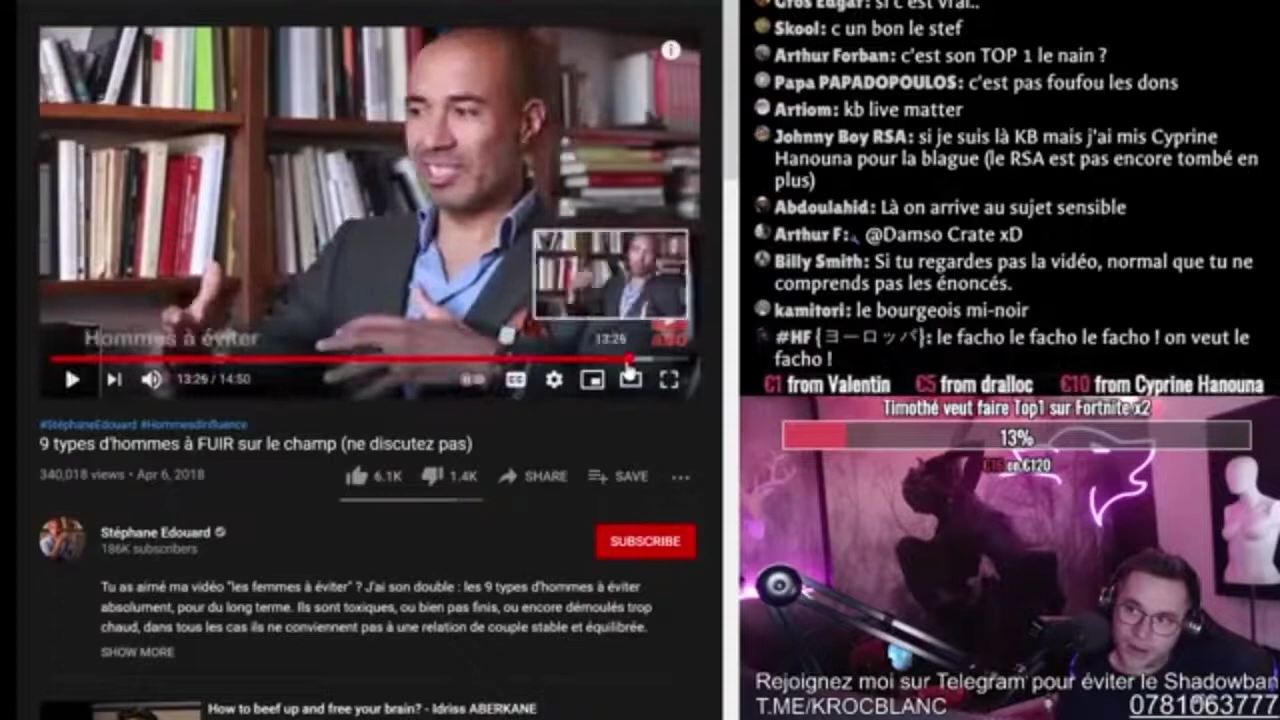 Hommes à éviter
13:26
13:26 / 14:50
#StéphaneEdouard #Hommesdinfluence
9 types d'hommes à FUIR sur le champ (ne discutez pas)
340,018 views • Apr 6, 2018
6.1K
1.4K
SHARE
SAVE
Stéphane Edouard
186K subscribers
SUBSCRIBE
Tu as aimé ma vidéo "les femmes à éviter" ? J'ai son double : les 9 types d'hommes à éviter
absolument, pour du long terme. Ils sont toxiques, ou bien pas finis, ou encore démoulés trop
chaud, dans tous les cas ils ne conviennent pas à une relation de couple stable et équilibrée.
SHOW MORE
How to beef up and free your brain? - Idriss ABERKANE
Gros Edgar: si c'est vrai..
Skool: c un bon le stef
Arthur Forban: c'est son TOP 1 le nain ?
Papa PAPADOPOULOS: c'est pas foufou les dons
Artiom: kb live matter
Johnny Boy RSA: si je suis là KB mais j'ai mis Cyprine
Hanouna pour la blague (le RSA est pas encore tombé en
plus)
Abdoulahid: Là on arrive au sujet sensible
Arthur F: @Damso Crate xD
Billy Smith: Si tu regardes pas la vidéo, normal que tu ne
comprends pas les énoncés.
kamitori: le bourgeois mi-noir
#HF {ヨーロッパ}: le facho le facho le facho ! on veut le
facho !
€1 from Valentin €5 from dralloc €10 from Cyprine Hanouna
Timothé veut faire Top1 sur Fortnite x2
13%
€16 on €120
Rejoignez moi sur Telegram pour éviter le Shadowban
T.ME/KROCBLANC
0781063777